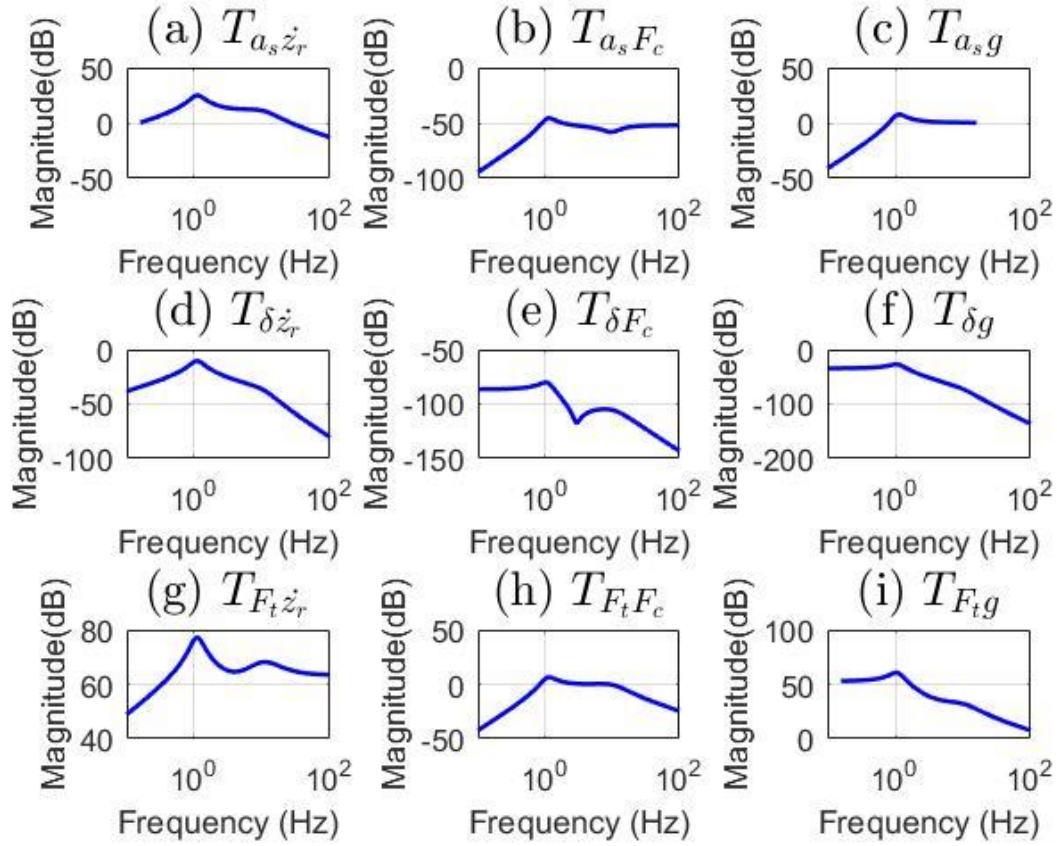 (a) T_{a_s ż_r}
Magnitude(dB)
50
0
-50
10^0
10^2
Frequency (Hz)
(b) T_{a_s F_c}
Magnitude(dB)
0
-50
-100
10^0
10^2
Frequency (Hz)
(c) T_{a_s g}
Magnitude(dB)
50
0
-50
10^0
10^2
Frequency (Hz)
(d) T_{δ ż_r}
Magnitude(dB)
0
-50
-100
10^0
10^2
Frequency (Hz)
(e) T_{δ F_c}
Magnitude(dB)
-50
-100
-150
10^0
10^2
Frequency (Hz)
(f) T_{δ g}
Magnitude(dB)
0
-100
-200
10^0
10^2
Frequency (Hz)
(g) T_{F_t ż_r}
Magnitude(dB)
80
60
40
10^0
10^2
Frequency (Hz)
(h) T_{F_t F_c}
Magnitude(dB)
50
0
-50
10^0
10^2
Frequency (Hz)
(i) T_{F_t g}
Magnitude(dB)
100
50
0
10^0
10^2
Frequency (Hz)